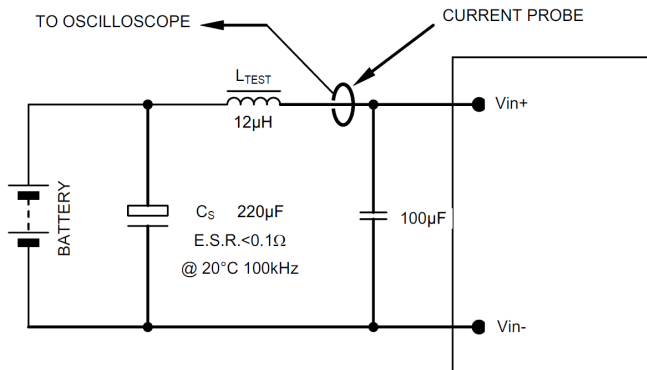 TO OSCILLOSCOPE
CURRENT PROBE
LTEST
12µH
Vin+
BATTERY
CS 220µF
E.S.R.<0.1Ω
@ 20°C 100kHz
100µF
Vin-